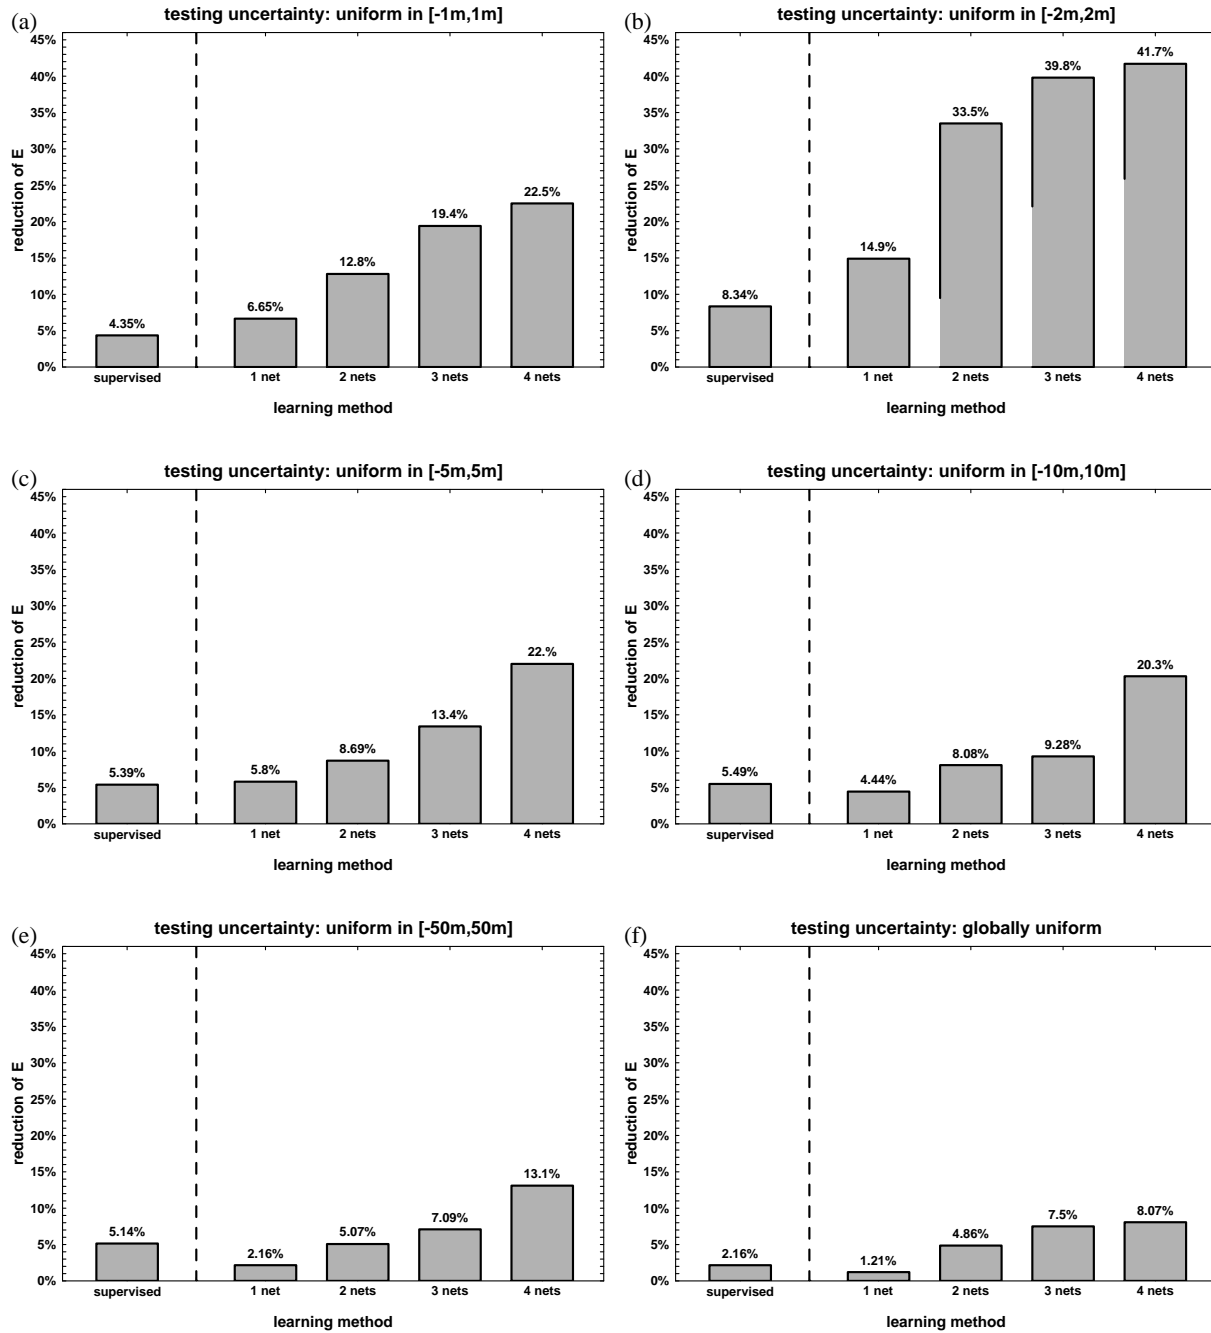 (a)
testing uncertainty: uniform in [-1m,1m]
45%
40%
35%
30%
25%
20%
15%
10%
5%
0%
reduction of E
4.35%
6.65%
12.8%
19.4%
22.5%
supervised
1 net
2 nets
3 nets
4 nets
learning method
(b)
testing uncertainty: uniform in [-2m,2m]
45%
40%
35%
30%
25%
20%
15%
10%
5%
0%
reduction of E
8.34%
14.9%
33.5%
39.8%
41.7%
supervised
1 net
2 nets
3 nets
4 nets
learning method
(c)
testing uncertainty: uniform in [-5m,5m]
45%
40%
35%
30%
25%
20%
15%
10%
5%
0%
reduction of E
5.39%
5.8%
8.69%
13.4%
22.%
supervised
1 net
2 nets
3 nets
4 nets
learning method
(d)
testing uncertainty: uniform in [-10m,10m]
45%
40%
35%
30%
25%
20%
15%
10%
5%
0%
reduction of E
5.49%
4.44%
8.08%
9.28%
20.3%
supervised
1 net
2 nets
3 nets
4 nets
learning method
(e)
testing uncertainty: uniform in [-50m,50m]
45%
40%
35%
30%
25%
20%
15%
10%
5%
0%
reduction of E
5.14%
2.16%
5.07%
7.09%
13.1%
supervised
1 net
2 nets
3 nets
4 nets
learning method
(f)
testing uncertainty: globally uniform
45%
40%
35%
30%
25%
20%
15%
10%
5%
0%
reduction of E
2.16%
1.21%
4.86%
7.5%
8.07%
supervised
1 net
2 nets
3 nets
4 nets
learning method